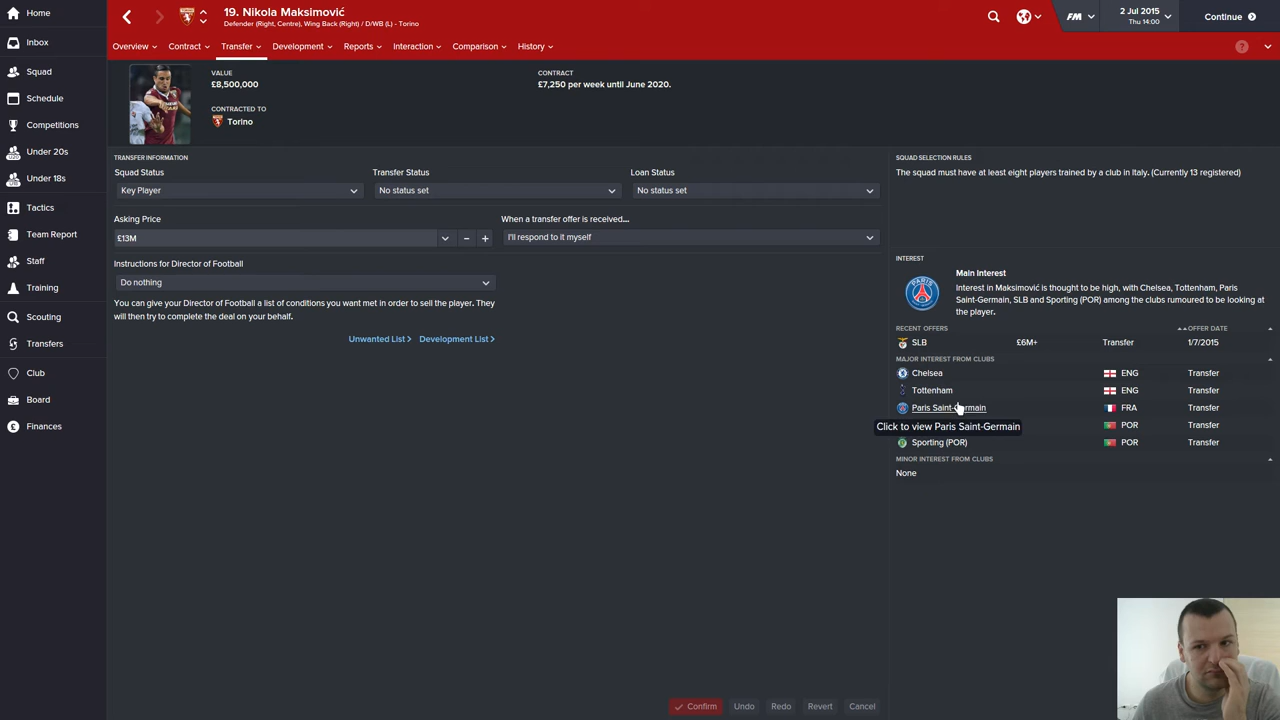 Home
Inbox
Squad
Schedule
Competitions
Under 20s
Under 18s
Tactics
Team Report
Staff
Training
Scouting
Transfers
Club
Board
Finances
19. Nikola Maksimović
Defender (Right, Centre), Wing Back (Right) / D/WB (L) - Torino
FM
2 Jul 2015
Thu 14:00
Continue
Overview Contract Transfer Development Reports Interaction Comparison History
VALUE
£8,500,000
CONTRACTED TO
Torino
CONTRACT
£7,250 per week until June 2020.
TRANSFER INFORMATION
Squad Status Transfer Status Loan Status
Key Player No status set No status set
Asking Price When a transfer offer is received...
£13M I'll respond to it myself
Instructions for Director of Football
Do nothing
You can give your Director of Football a list of conditions you want met in order to sell the player. They
will then try to complete the deal on your behalf.
Unwanted List > Development List >
SQUAD SELECTION RULES
The squad must have at least eight players trained by a club in Italy. (Currently 13 registered)
INTEREST
Main Interest
Interest in Maksimović is thought to be high, with Chelsea, Tottenham, Paris
Saint-Germain, SLB and Sporting (POR) among the clubs rumoured to be looking at
the player.
RECENT OFFERS OFFER DATE
SLB £6M+ Transfer 1/7/2015
MAJOR INTEREST FROM CLUBS
Chelsea ENG Transfer
Tottenham ENG Transfer
Paris Saint-Germain FRA Transfer
Click to view Paris Saint-Germain POR Transfer
Sporting (POR) POR Transfer
MINOR INTEREST FROM CLUBS
None
Confirm Undo Redo Revert Cancel